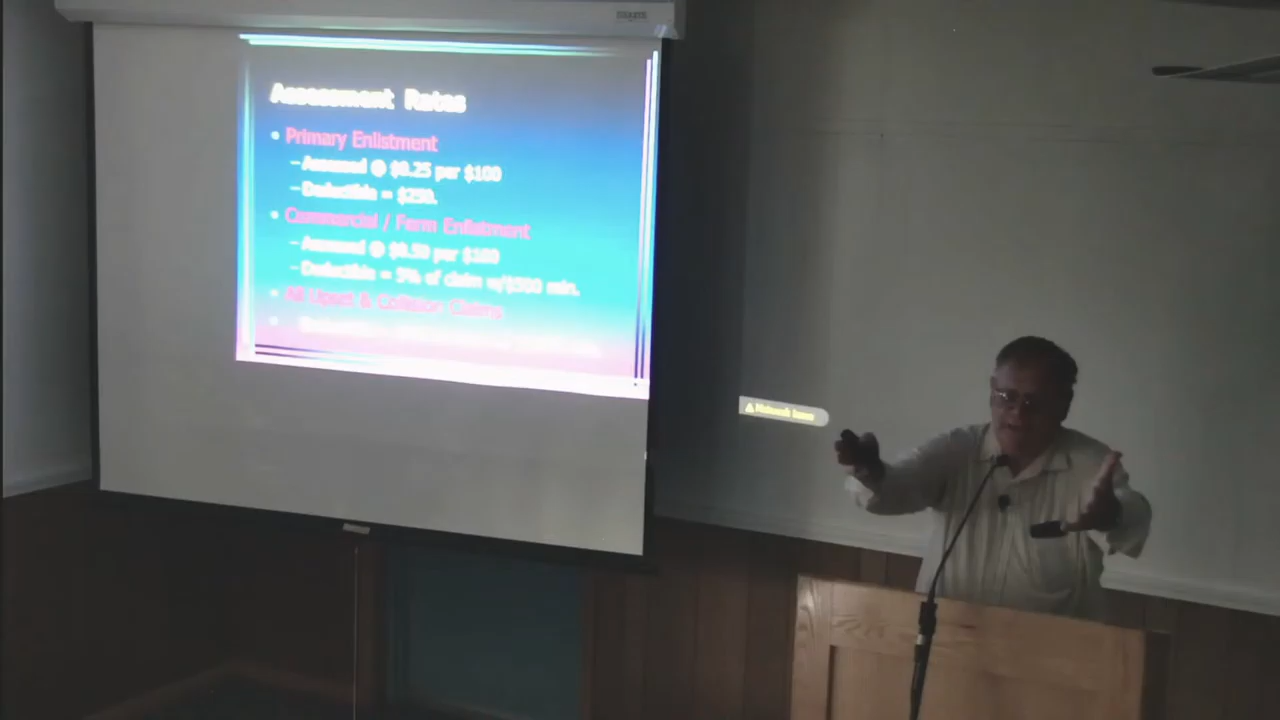 Assessment Rates
• Primary Enlistment
– Assessed @ $0.25 per $100
– Deductible = $250.
• Commercial / Farm Enlistment
– Assessed @ $0.50 per $100
– Deductible = 5% of claim w/$500 min.
• All Upset & Collision Claims